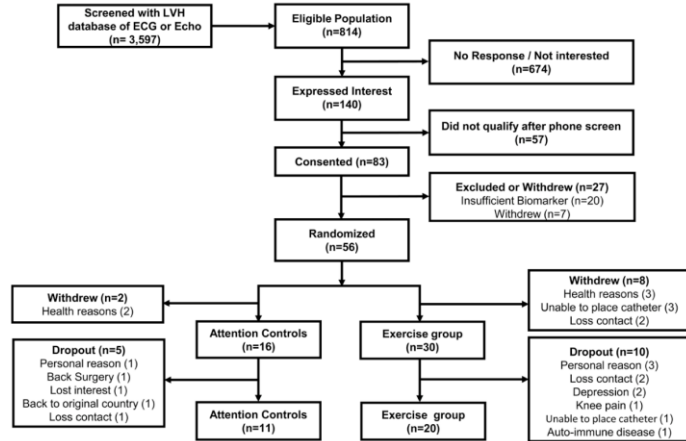 Screened with LVH
database of ECG or Echo
(n= 3,597)
Eligible Population
(n=814)
No Response / Not interested
(n=674)
Expressed Interest
(n=140)
Did not qualify after phone screen
(n=57)
Consented (n=83)
Excluded or Withdrew (n=27)
Insufficient Biomarker (n=20)
Withdrew (n=7)
Randomized
(n=56)
Withdrew (n=2)
Health reasons (2)
Withdrew (n=8)
Health reasons (3)
Unable to place catheter (3)
Loss contact (2)
Attention Controls
(n=16)
Exercise group
(n=30)
Dropout (n=5)
Personal reason (1)
Back Surgery (1)
Lost interest (1)
Back to original country (1)
Loss contact (1)
Dropout (n=10)
Personal reason (3)
Loss contact (2)
Depression (2)
Knee pain (1)
Unable to place catheter (1)
Auto-immune disease (1)
Attention Controls
(n=11)
Exercise group
(n=20)